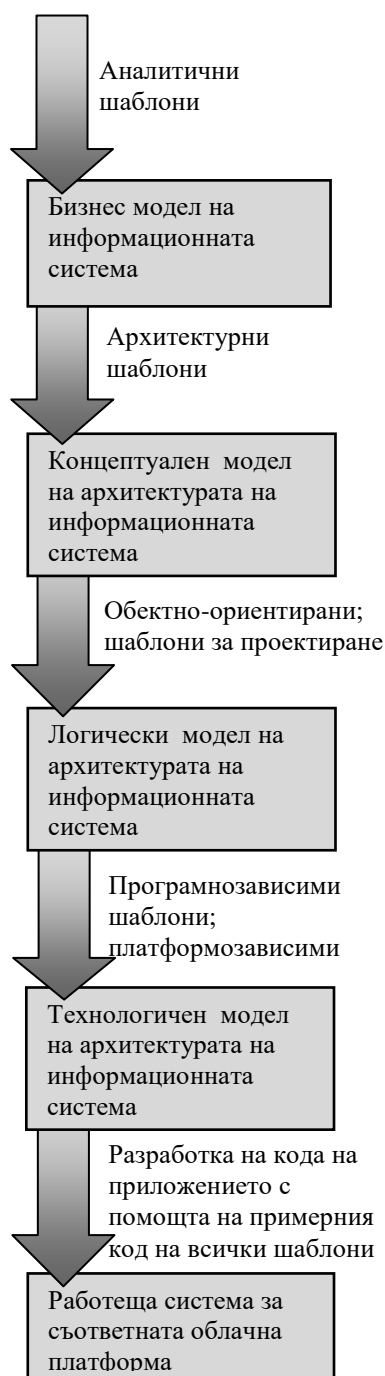 Аналитични
шаблони
Бизнес модел на
информационната
система
Архитектурни
шаблони
Концептуален модел
на архитектурата на
информационната
система
Обектно-ориентирани;
шаблони за проектиране
Логически модел на
архитектурата на
информационната
система
Програмнозависими
шаблони;
платформозависими
Технологичен модел
на архитектурата на
информационната
система
Разработка на кода на
приложението с
помощта на примерния
код на всички шаблони
Работеща система за
съответната облачна
платформа